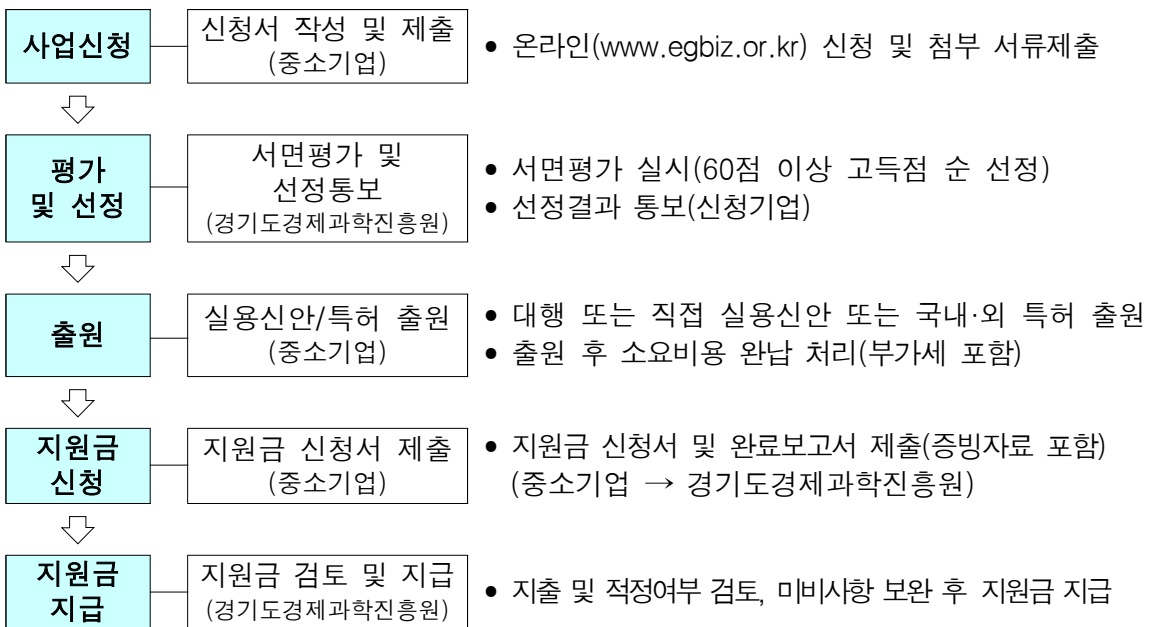 사업신청
신청서 작성 및 제출
(중소기업)
• 온라인(www.egbiz.or.kr) 신청 및 첨부 서류제출
평가
및 선정
서면평가 및
선정통보
(경기도경제과학진흥원)
• 서면평가 실시(60점 이상 고득점 순 선정)
• 선정결과 통보(신청기업)
출원
실용신안/특허 출원
(중소기업)
• 대행 또는 직접 실용신안 또는 국내·외 특허 출원
• 출원 후 소요비용 완납 처리(부가세 포함)
지원금
신청
지원금 신청서 제출
(중소기업)
• 지원금 신청서 및 완료보고서 제출(증빙자료 포함)
(중소기업 → 경기도경제과학진흥원)
지원금
지급
지원금 검토 및 지급
(경기도경제과학진흥원)
• 지출 및 적정여부 검토, 미비사항 보완 후 지원금 지급